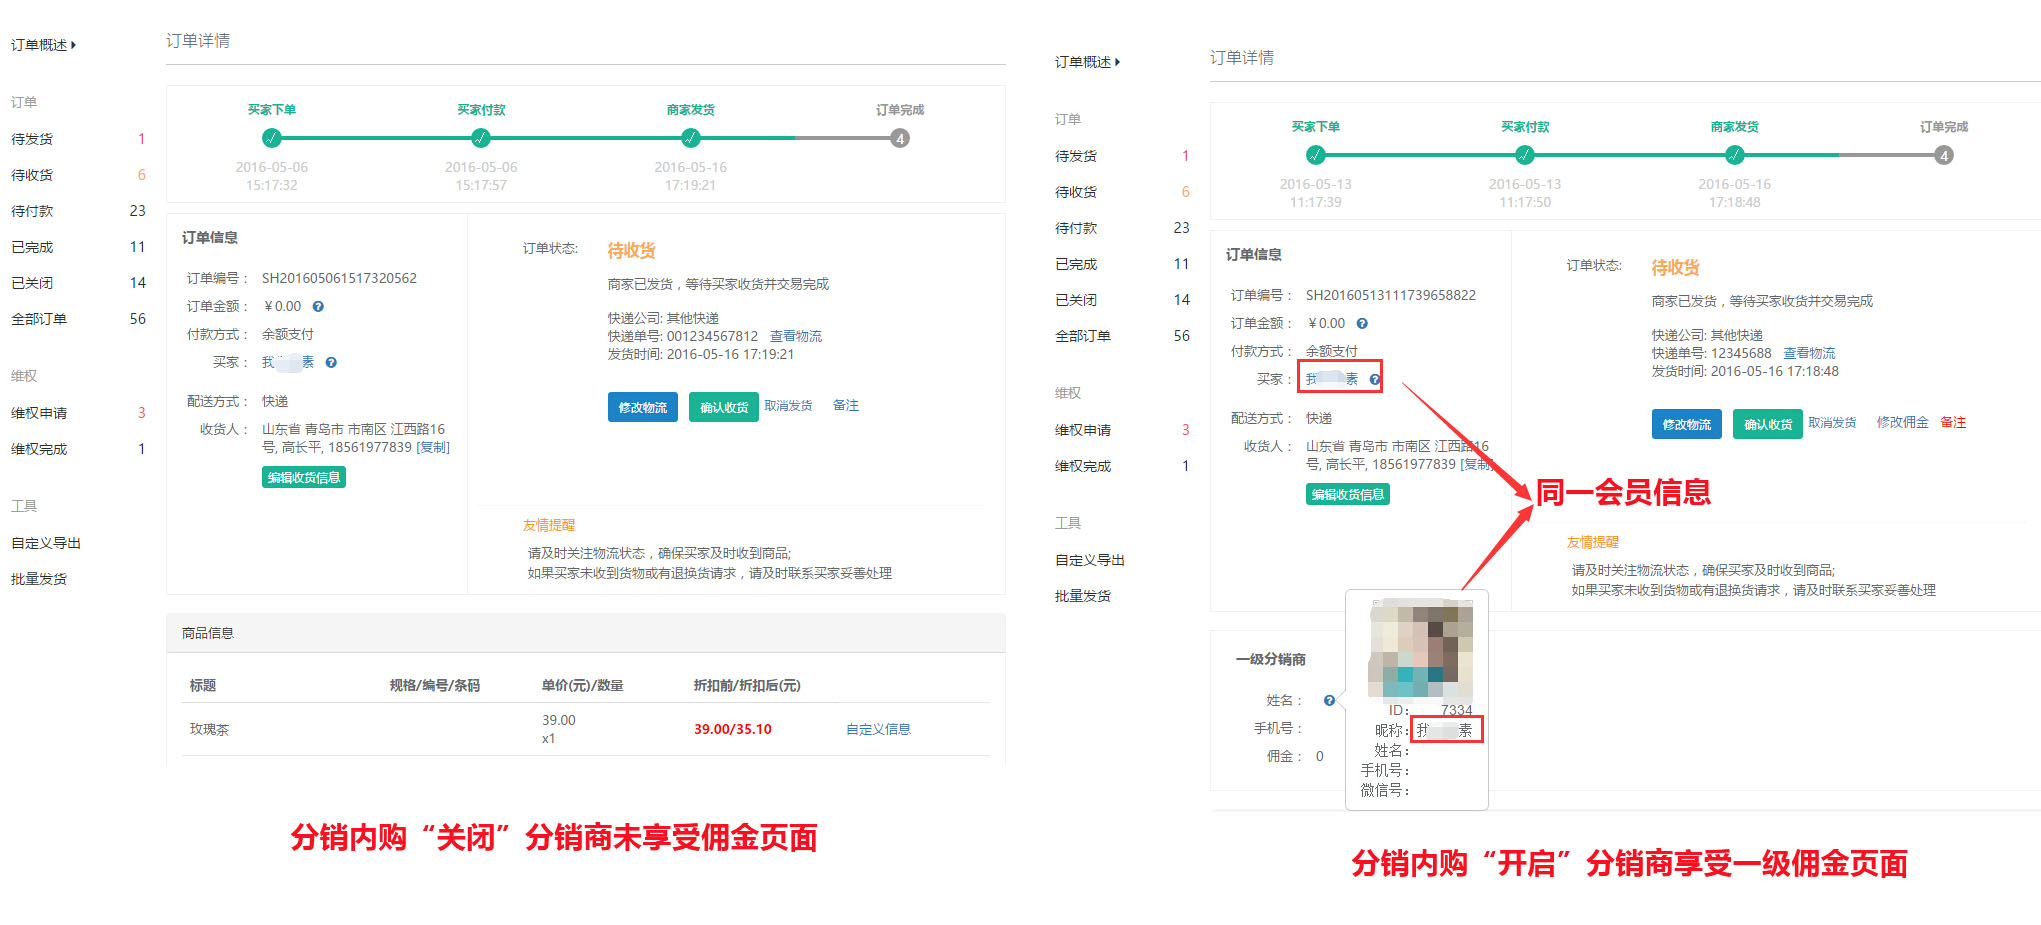 订单概述
订单
待发货 1
待收货 6
待付款 23
已完成 11
已关闭 14
全部订单 56
维权
维权申请 3
维权完成 1
工具
自定义导出
批量发货
订单详情
买家下单 买家付款 商家发货 订单完成
4
2016-05-06 2016-05-06 2016-05-16
15:17:32 15:17:57 17:19:21
订单信息
订单编号： SH201605061517320562
订单金额： ￥0.00 ?
付款方式： 余额支付
买家： 我 素 ?
配送方式： 快递
收货人： 山东省 青岛市 市南区 江西路16
号, 高长平, 18561977839 [复制]
编辑收货信息
订单状态: 待收货
商家已发货，等待买家收货并交易完成
快递公司: 其他快递
快递单号: 001234567812 查看物流
发货时间: 2016-05-16 17:19:21
修改物流 确认收货 取消发货 备注
友情提醒
请及时关注物流状态，确保买家及时收到商品;
如果买家未收到货物或有退换货请求，请及时联系买家妥善处理
商品信息
标题 规格/编号/条码 单价(元)/数量 折扣前/折扣后(元)
玫瑰茶 39.00 39.00/35.10 自定义信息
x1
分销内购“关闭”分销商未享受佣金页面
订单概述
订单
待发货 1
待收货 6
待付款 23
已完成 11
已关闭 14
全部订单 56
维权
维权申请 3
维权完成 1
工具
自定义导出
批量发货
订单详情
买家下单 买家付款 商家发货 订单完成
4
2016-05-13 2016-05-13 2016-05-16
11:17:39 11:17:50 17:18:48
订单信息
订单编号： SH20160513111739658822
订单金额： ￥0.00 ?
付款方式： 余额支付
买家： 我 素 ?
配送方式： 快递
收货人： 山东省 青岛市 市南区 江西路16
号, 高长平, 18561977839 [复制]
编辑收货信息
订单状态: 待收货
商家已发货，等待买家收货并交易完成
快递公司: 其他快递
快递单号: 12345688 查看物流
发货时间: 2016-05-16 17:18:48
修改物流 确认收货 取消发货 修改佣金 备注
同一会员信息
友情提醒
请及时关注物流状态，确保买家及时收到商品;
如果买家未收到货物或有退换货请求，请及时联系买家妥善处理
一级分销商
姓名： ?
手机号：
佣金： 0
ID： 7334
昵称：我 素
姓名：
手机号：
微信号：
分销内购“开启”分销商享受一级佣金页面